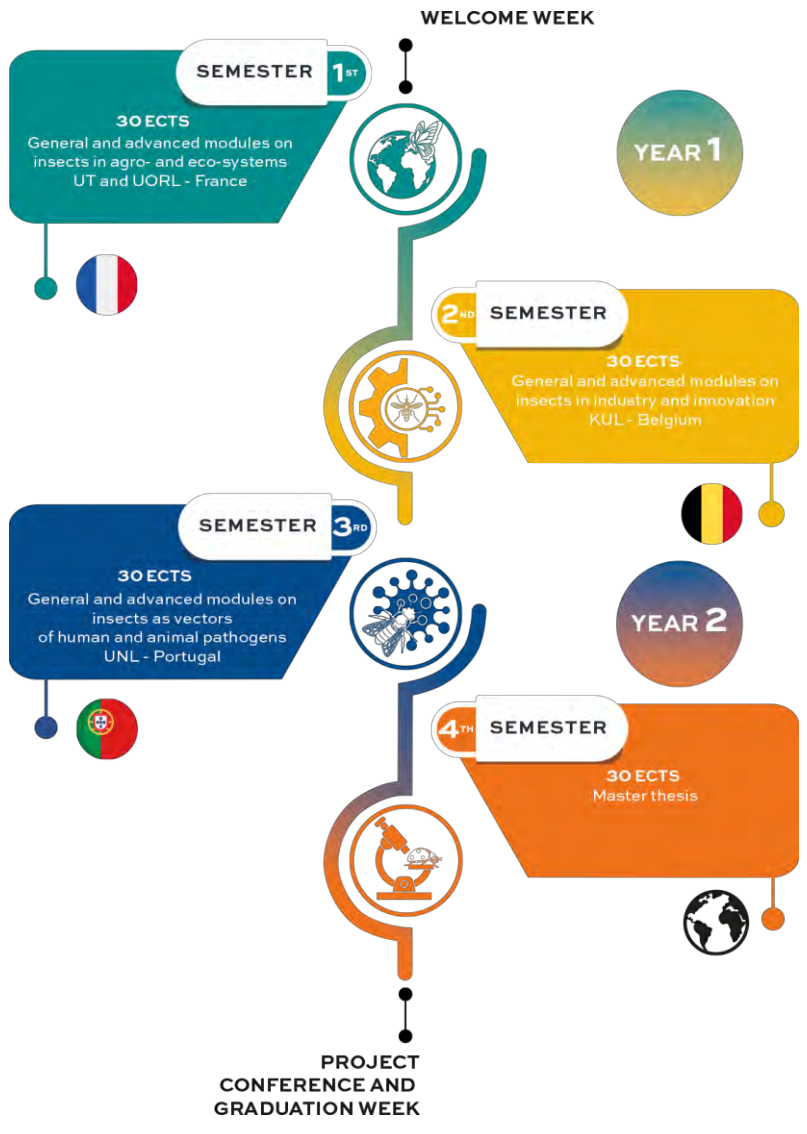 WELCOME WEEK
SEMESTER 1ST
30 ECTS
General and advanced modules on
insects in agro- and eco-systems
UT and UORL - France
YEAR 1
2ND SEMESTER
30 ECTS
General and advanced modules on
insects in industry and innovation
KUL - Belgium
SEMESTER 3RD
30 ECTS
General and advanced modules on
insects as vectors
of human and animal pathogens
UNL - Portugal
YEAR 2
4TH SEMESTER
30 ECTS
Master thesis
PROJECT
CONFERENCE AND
GRADUATION WEEK